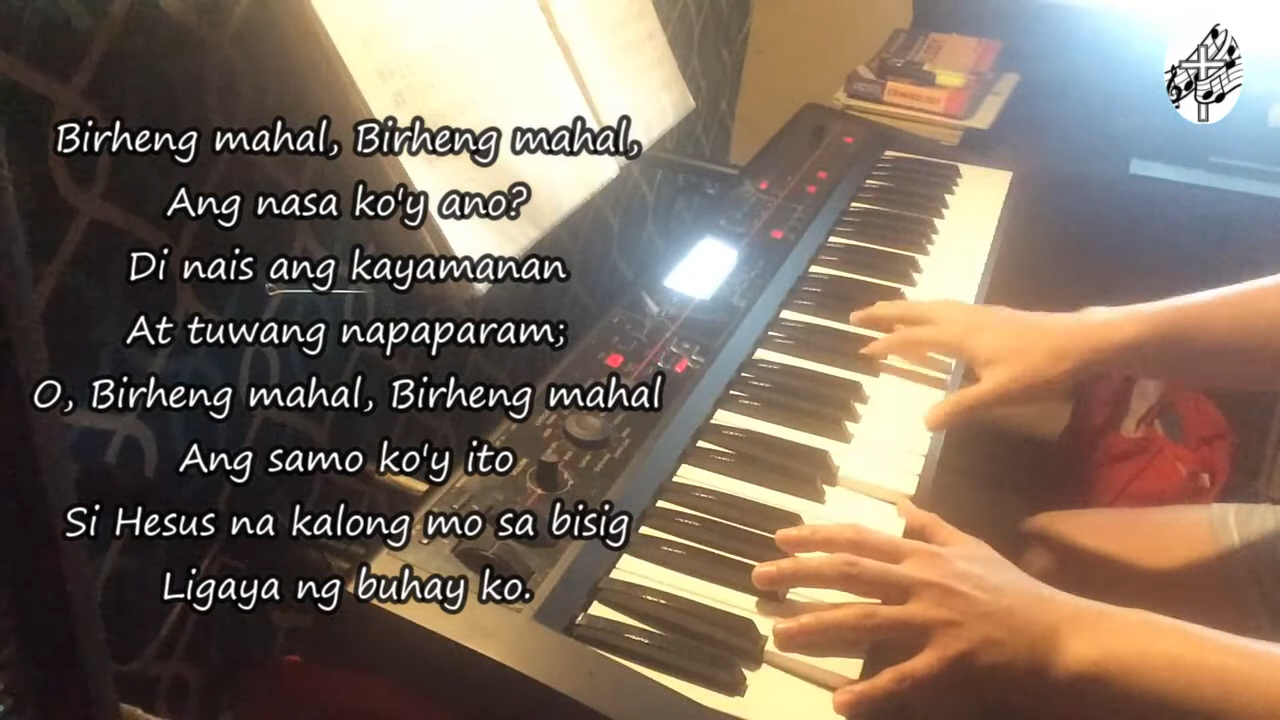 Birheng mahal, Birheng mahal,
Ang nasa ko'y ano?
Di nais ang kayamanan
At tuwang napaparam;
O, Birheng mahal, Birheng mahal
Ang samo ko'y ito
Si Hesus na kalong mo sa bisig
Ligaya ng buhay ko.